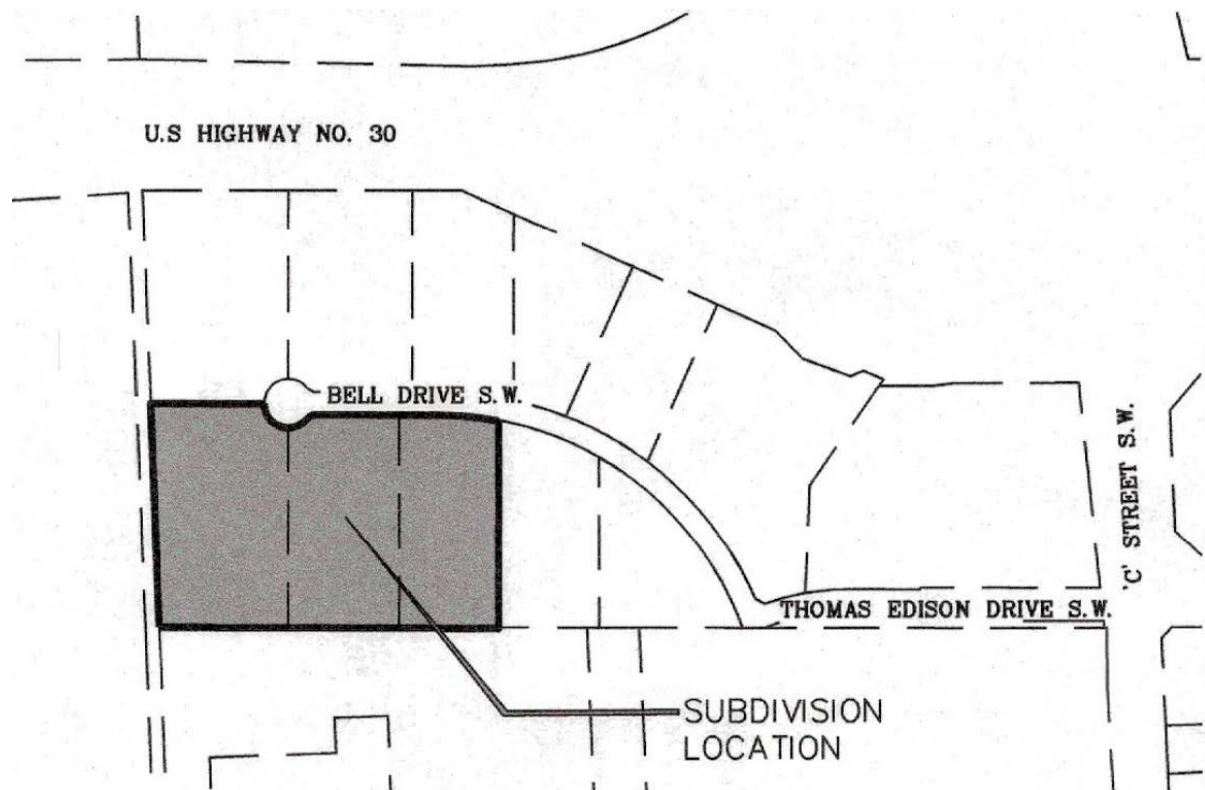 U.S HIGHWAY NO. 30
BELL DRIVE S.W.
'C' STREET S.W.
THOMAS EDISON DRIVE S.W.
SUBDIVISION
LOCATION